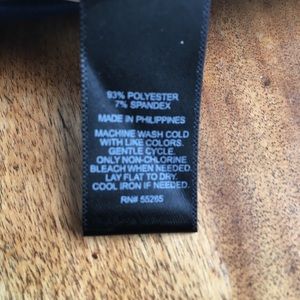 93% POLYESTER
7% SPANDEX
MADE IN PHILIPPINES
MACHINE WASH COLD
WITH LIKE COLORS.
GENTLE CYCLE.
ONLY NON-CHLORINE
BLEACH WHEN NEEDED.
LAY FLAT TO DRY.
COOL IRON IF NEEDED.
RN# 55265